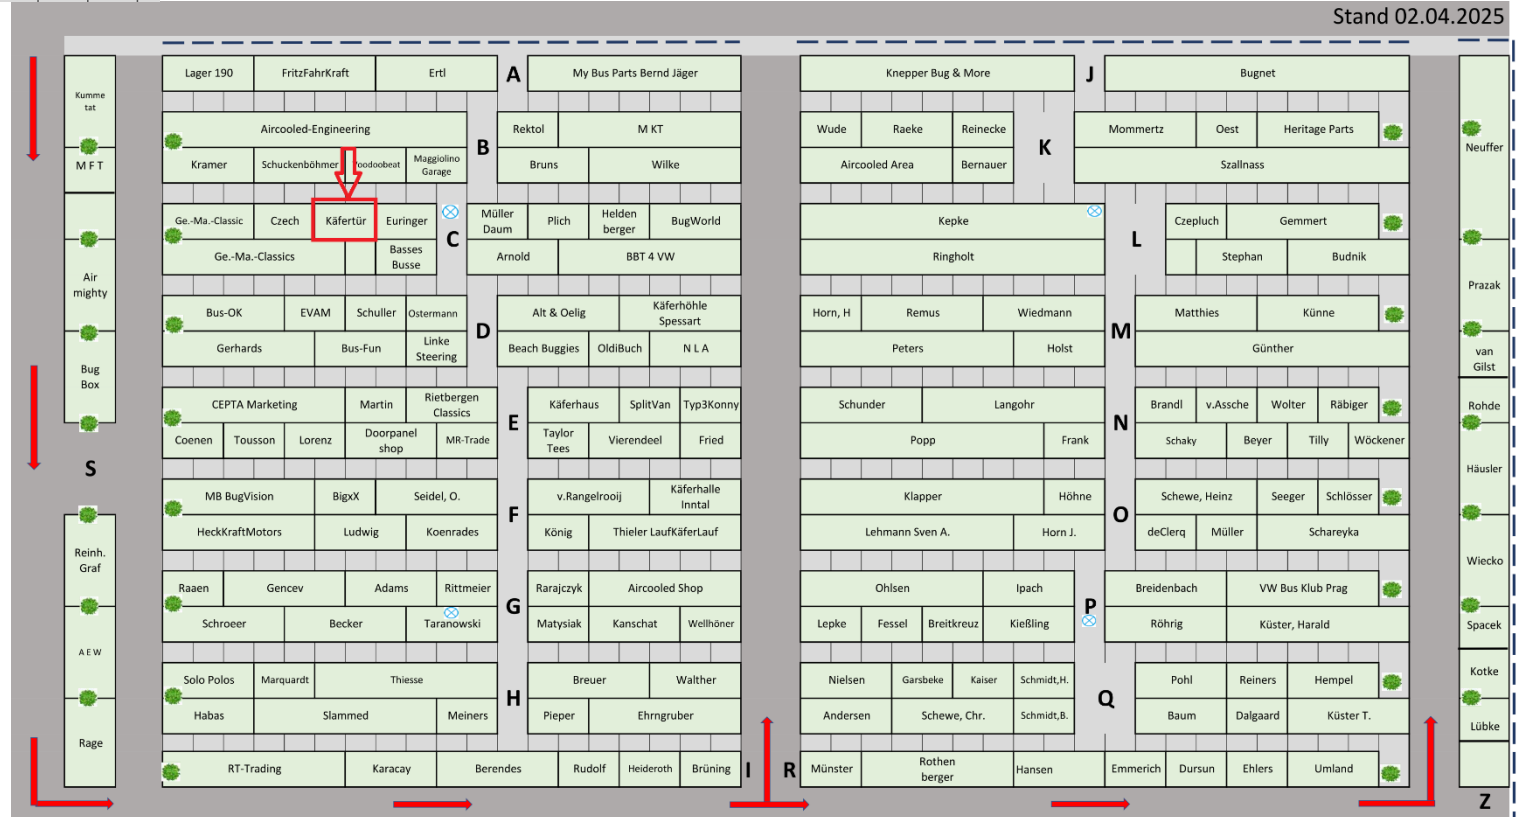 Stand 02.04.2025
Kumme
tat
M F T
Air
mighty
Bug
Box
S
Reinh.
Graf
A E W
Rage
Lager 190 FritzFahrKraft Ertl A My Bus Parts Bernd Jäger Knepper Bug & More J Bugnet
Aircooled-Engineering B Rektol M KT Wude Raeke Reinecke K Mommertz Oest Heritage Parts
Kramer Schuckenböhmer Voodoobeat Maggiolino
Garage
Bruns Wilke Aircooled Area Bernauer Szallnass
Ge.-Ma.-Classic Czech Käfertür Euringer C Müller
Daum
Plich Helden
berger
BugWorld Kepke L Czepluch Gemmert
Ge.-Ma.-Classics Basses
Busse
Arnold BBT 4 VW Ringholt Stephan Budnik
Bus-OK EVAM Schuller Ostermann D Alt & Oelig Käferhöhle
Spessart
Horn, H Remus Wiedmann M Matthies Künne
Gerhards Bus-Fun Linke
Steering
Beach Buggies OldiBuch N L A Peters Holst Günther
CEPTA Marketing Martin Rietbergen
Classics
E Käferhaus SplitVan Typ3Konny Schunder Langohr N Brandl v.Assche Wolter Räbiger
Coenen Tousson Lorenz Doorpanel
shop
MR-Trade Taylor
Tees
Vierendeel Fried Popp Frank Schaky Beyer Tilly Wöckener
MB BugVision BigxX Seidel, O. F v.Rangelrooij Käferhalle
Inntal
Klapper Höhne O Schewe, Heinz Seeger Schlösser
HeckKraftMotors Ludwig Koenrades König Thieler LaufKäferLauf Lehmann Sven A. Horn J. deClerq Müller Schareyka
Raaen Gencev Adams Rittmeier G Rarajczyk Aircooled Shop Ohlsen Ipach P Breidenbach VW Bus Klub Prag
Schroeer Becker Taranowski Matysiak Kanschat Wellhöner Lepke Fessel Breitkreuz Kießling Röhrig Küster, Harald
Solo Polos Marquardt Thiesse H Breuer Walther Nielsen Garsbeke Kaiser Schmidt,H. Q Pohl Reiners Hempel
Habas Slammed Meiners Pieper Ehrngruber Andersen Schewe, Chr. Schmidt,B. Baum Dalgaard Küster T.
RT-Trading Karacay Berendes Rudolf Heideroth Brüning I R Münster Rothen
berger
Hansen Emmerich Dursun Ehlers Umland
Neuffer
Prazak
van
Gilst
Rohde
Häusler
Wiecko
Spacek
Kotke
Lübke
Z